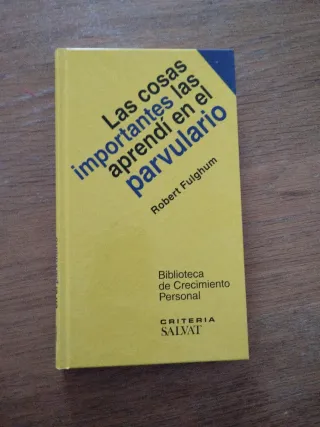 Las cosas
importantes las
aprendí en el
parvulario
Robert Fulghum
Biblioteca
de Crecimiento
Personal
CRITERIA
SALVAT